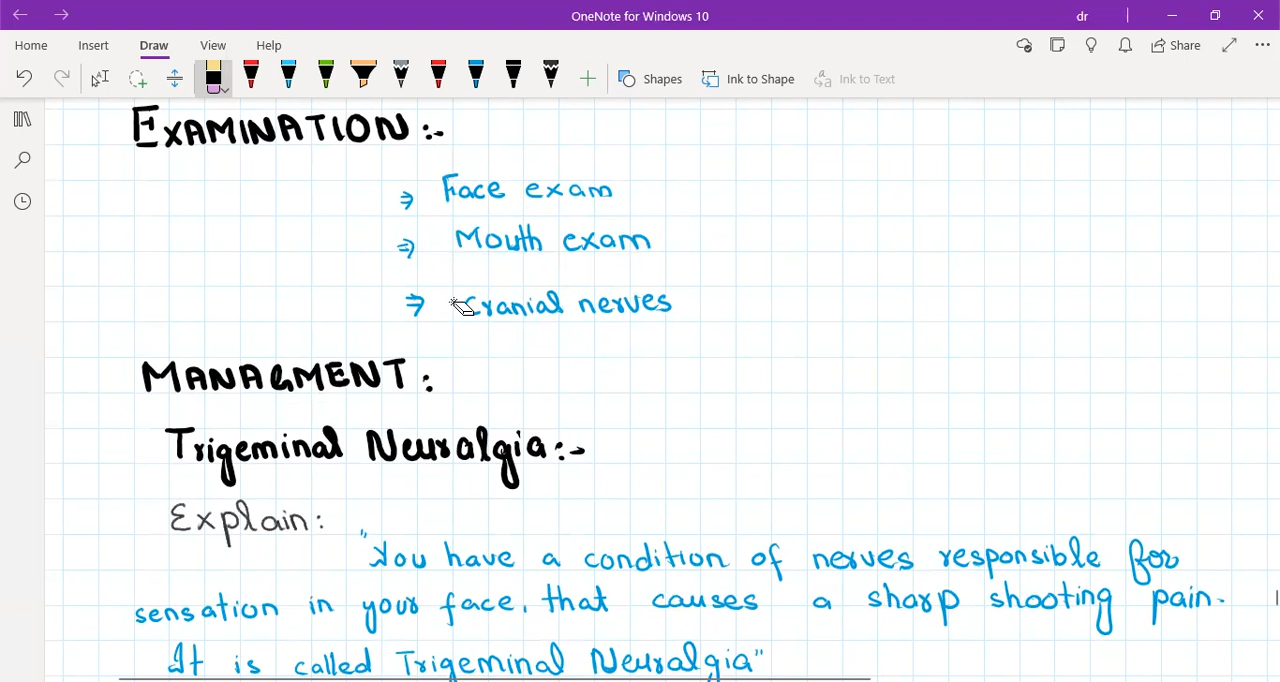 OneNote for Windows 10
dr
Home Insert Draw View Help
Share
Shapes Ink to Shape Ink to Text
EXAMINATION :-
⇒ Face exam
⇒ Mouth exam
⇒ Cranial nerves
MANAGMENT :
Trigeminal Neuralgia :-
Explain :
"You have a condition of nerves responsible for
sensation in your face, that causes a sharp shooting pain.
It is called Trigeminal Neuralgia"